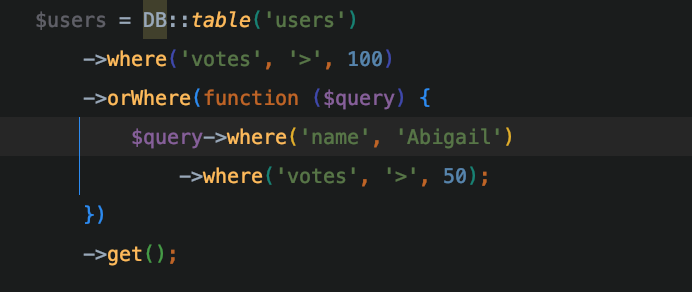 $users = DB::table('users')
->where('votes', '>', 100)
->orWhere(function ($query) {
$query->where('name', 'Abigail')
->where('votes', '>', 50);
})
->get();